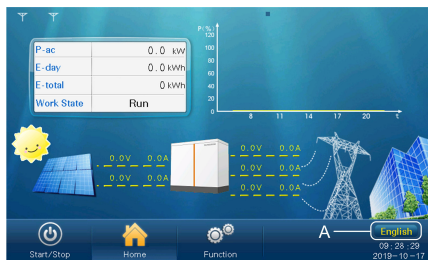 P(%)
120
100
80
60
40
20
0
8 11 14 17 20 t
P-ac 0.0 kW
E-day 0.0 kWh
E-total 0 kWh
Work State Run
0.0V 0.0A
0.0V 0.0A
0.0V 0.0A
0.0V 0.0A
0.0V 0.0A
A
English
Start/Stop
Home
Function
09:28:29
2019-10-17